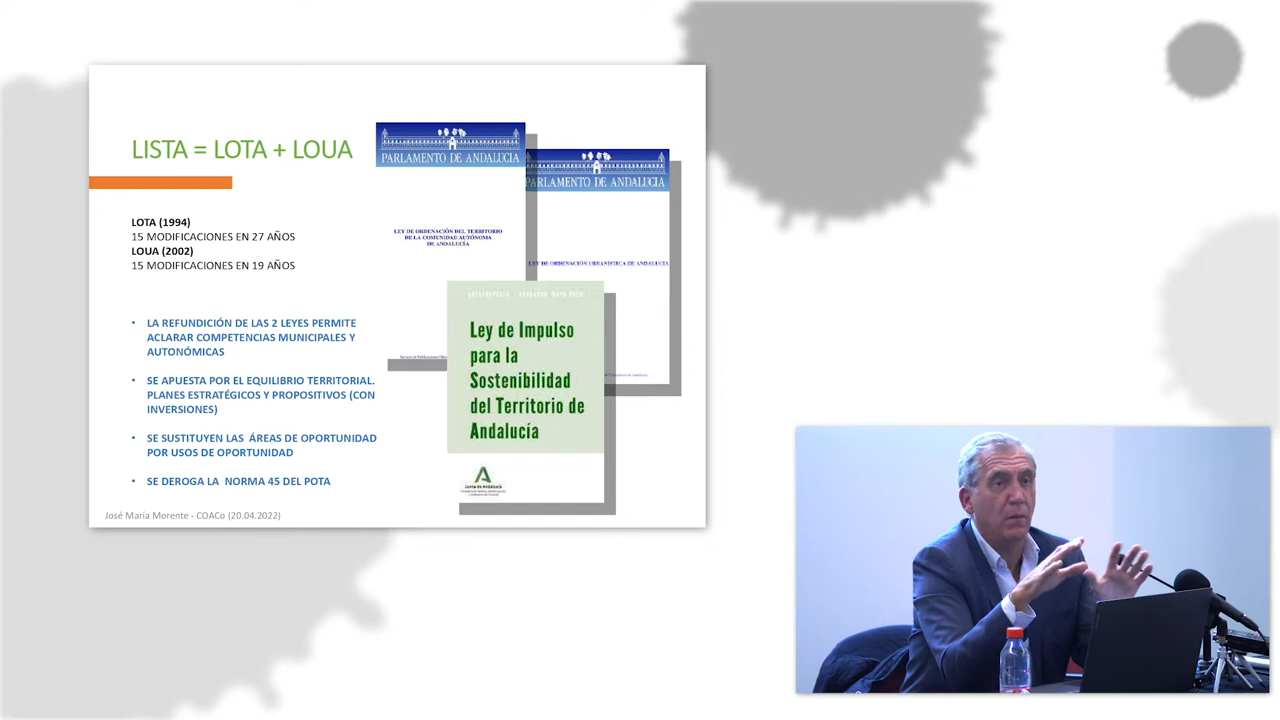 LISTA = LOTA + LOUA
LOTA (1994)
15 MODIFICACIONES EN 27 AÑOS
LOUA (2002)
15 MODIFICACIONES EN 19 AÑOS
• LA REFUNDICIÓN DE LAS 2 LEYES PERMITE
ACLARAR COMPETENCIAS MUNICIPALES Y
AUTONÓMICAS
• SE APUESTA POR EL EQUILIBRIO TERRITORIAL.
PLANES ESTRATÉGICOS Y PROPOSITIVOS (CON
INVERSIONES)
• SE SUSTITUYEN LAS ÁREAS DE OPORTUNIDAD
POR USOS DE OPORTUNIDAD
• SE DEROGA LA NORMA 45 DEL POTA
José María Morente - COACo (20.04.2022)
PARLAMENTO DE ANDALUCIA
LEY DE ORDENACIÓN DEL TERRITORIO
DE LA COMUNIDAD AUTÓNOMA
DE ANDALUCÍA
PARLAMENTO DE ANDALUCIA
LEY DE ORDENACIÓN URBANÍSTICA DE ANDALUCÍA
Ley de Impulso
para la
Sostenibilidad
del Territorio de
Andalucía
Junta de Andalucía